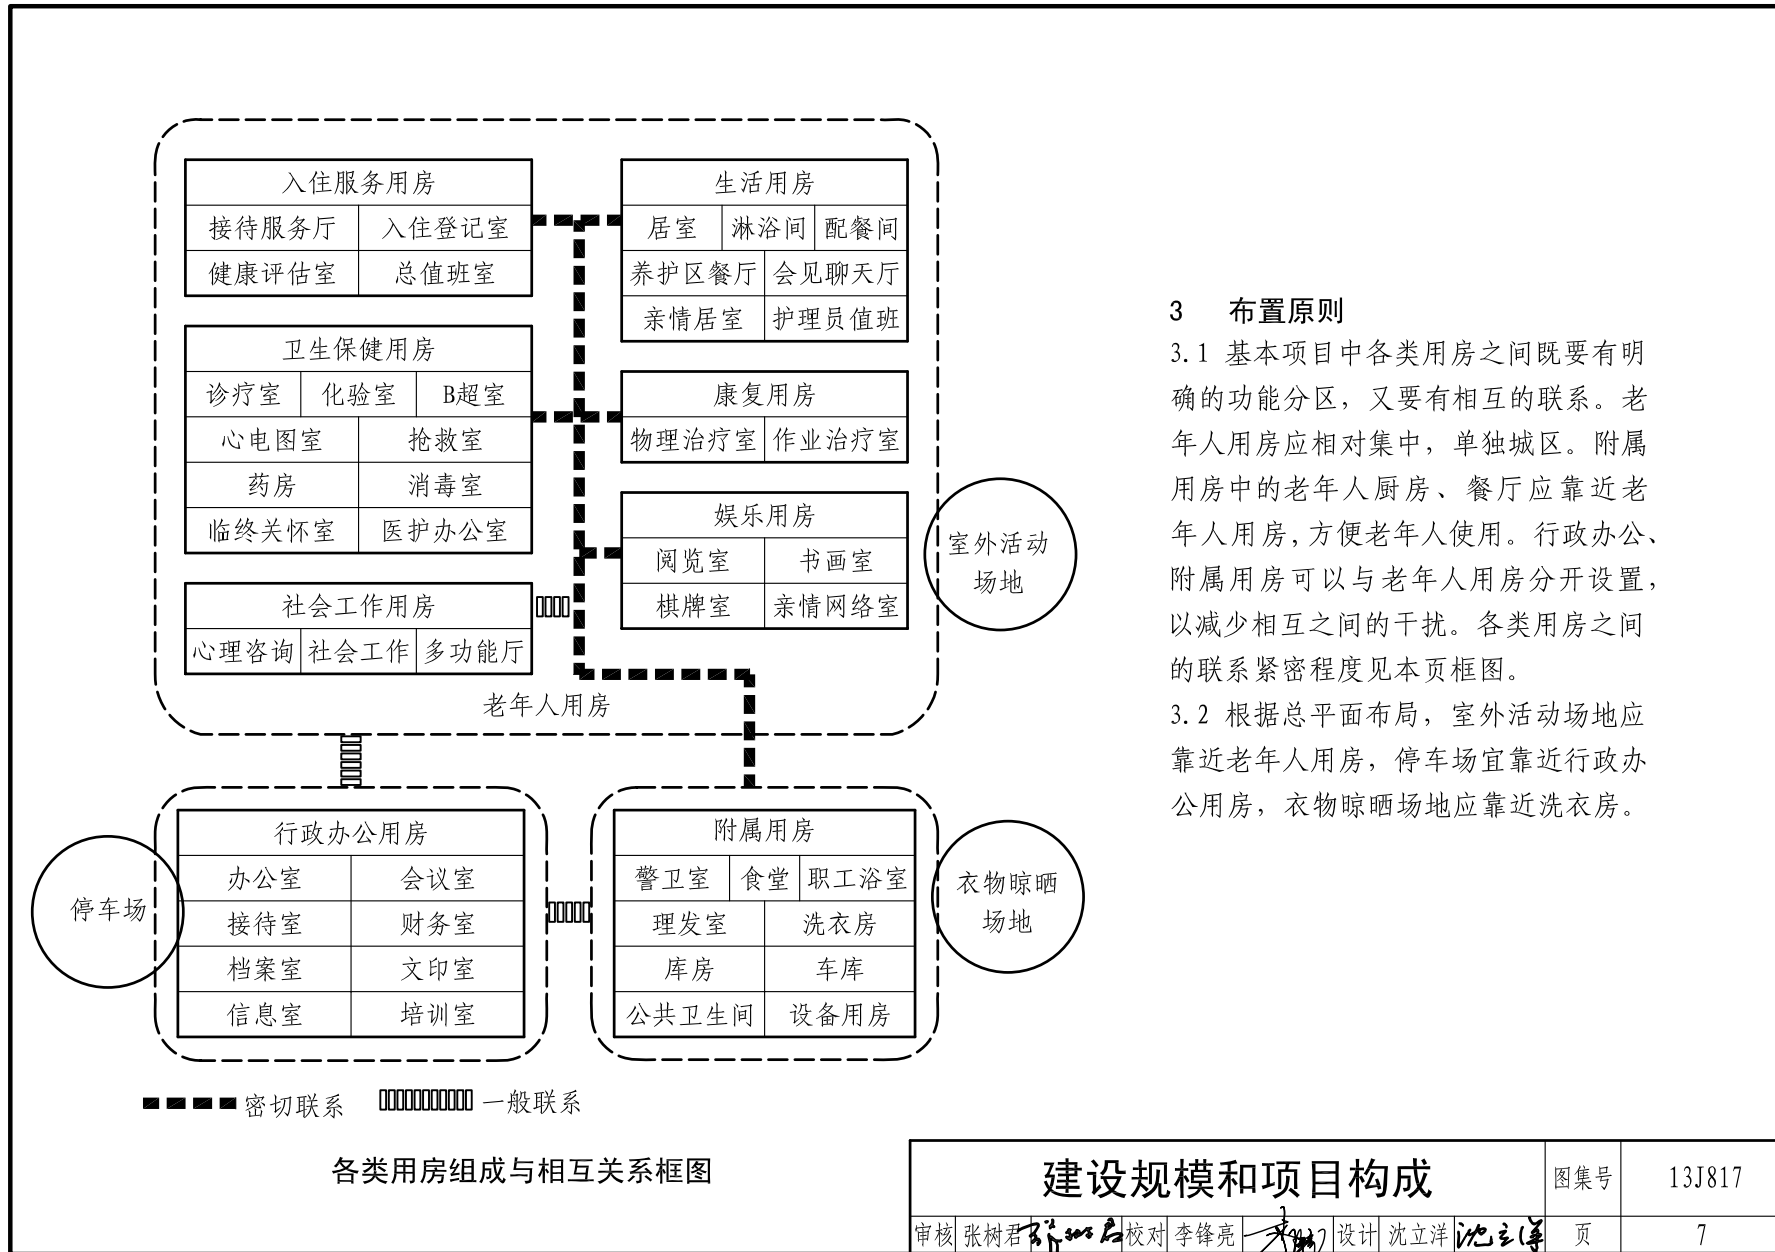 入住服务用房
接待服务厅 入住登记室
健康评估室 总值班室
卫生保健用房
诊疗室 化验室 B超室
心电图室 抢救室
药房 消毒室
临终关怀室 医护办公室
社会工作用房
心理咨询 社会工作 多功能厅
生活用房
居室 淋浴间 配餐间
养护区餐厅 会见聊天厅
亲情居室 护理员值班
康复用房
物理治疗室 作业治疗室
娱乐用房
阅览室 书画室
棋牌室 亲情网络室
室外活动
场地
老年人用房
停车场
行政办公用房
办公室 会议室
接待室 财务室
档案室 文印室
信息室 培训室
附属用房
警卫室 食堂 职工浴室
理发室 洗衣房
库房 车库
公共卫生间 设备用房
衣物晾晒
场地
密切联系 一般联系
各类用房组成与相互关系框图
3 布置原则
3.1 基本项目中各类用房之间既要有明
确的功能分区，又要有相互的联系。老
年人用房应相对集中，单独城区。附属
用房中的老年人厨房、餐厅应靠近老
年人用房，方便老年人使用。行政办公、
附属用房可以与老年人用房分开设置，
以减少相互之间的干扰。各类用房之间
的联系紧密程度见本页框图。
3.2 根据总平面布局，室外活动场地应
靠近老年人用房，停车场宜靠近行政办
公用房，衣物晾晒场地应靠近洗衣房。
建设规模和项目构成 图集号 13J817
审核 张树君 校对 李锋亮 设计 沈立洋 沈立洋 页 7